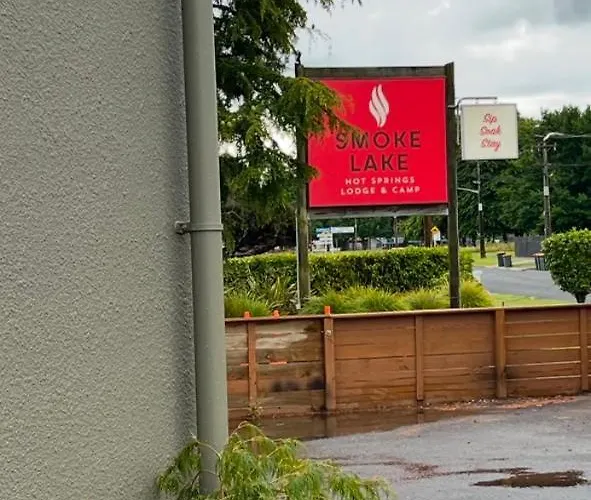 SMOKE
LAKE
HOT SPRINGS
LODGE & CAMP
Sip
Soak
Stay